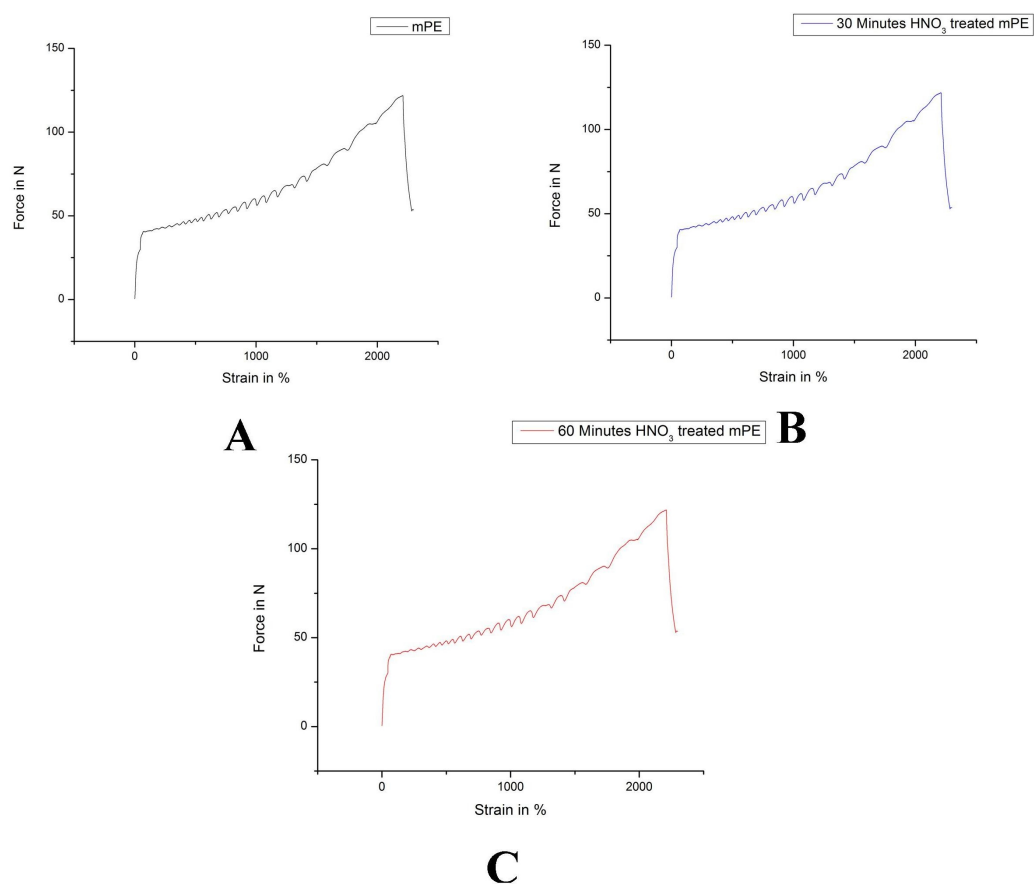 mPE
150
100
50
0
Force in N
0 1000 2000
Strain in %
A
30 Minutes HNO₃ treated mPE
150
100
50
0
Force in N
0 1000 2000
Strain in %
B
60 Minutes HNO₃ treated mPE
150
100
50
0
Force in N
0 1000 2000
Strain in %
C